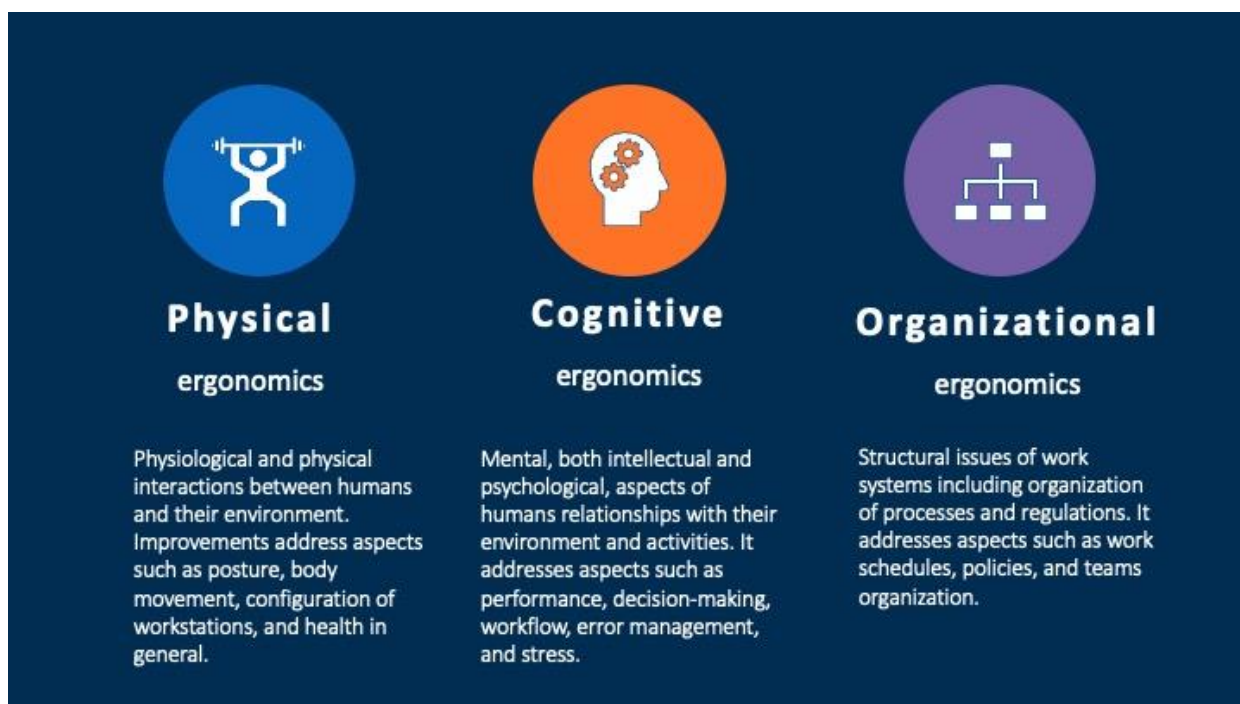 Physical
ergonomics
Physiological and physical
interactions between humans
and their environment.
Improvements address aspects
such as posture, body
movement, configuration of
workstations, and health in
general.
Cognitive
ergonomics
Mental, both intellectual and
psychological, aspects of
humans relationships with their
environment and activities. It
addresses aspects such as
performance, decision-making,
workflow, error management,
and stress.
Organizational
ergonomics
Structural issues of work
systems including organization
of processes and regulations. It
addresses aspects such as work
schedules, policies, and teams
organization.